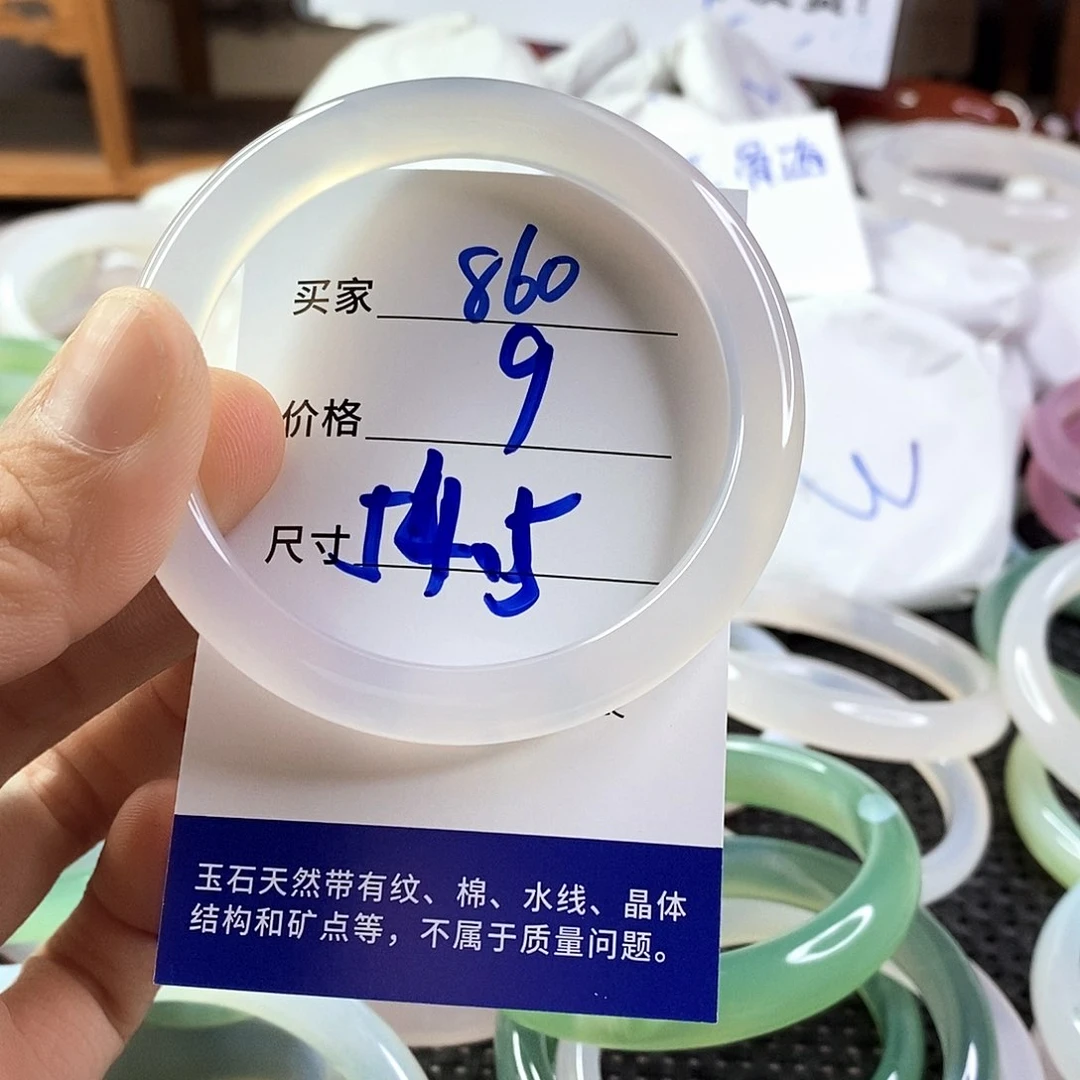 买家 860
价格 9
尺寸 54.5
玉石天然带有纹、棉、水线、晶体
结构和矿点等，不属于质量问题。